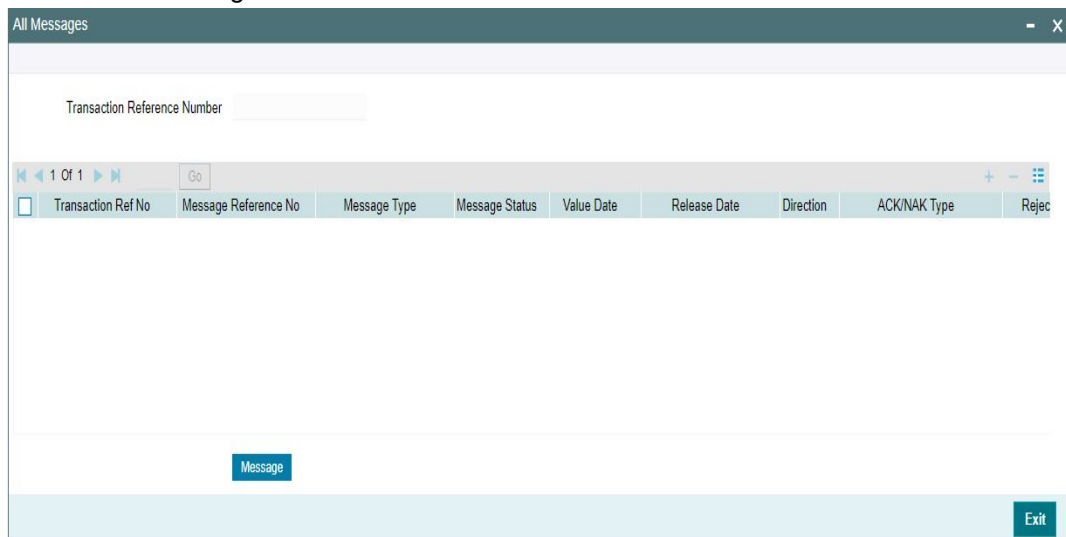 All Messages
Transaction Reference Number
1 Of 1 Go
Transaction Ref No Message Reference No Message Type Message Status Value Date Release Date Direction ACK/NAK Type Rejec
Message
Exit